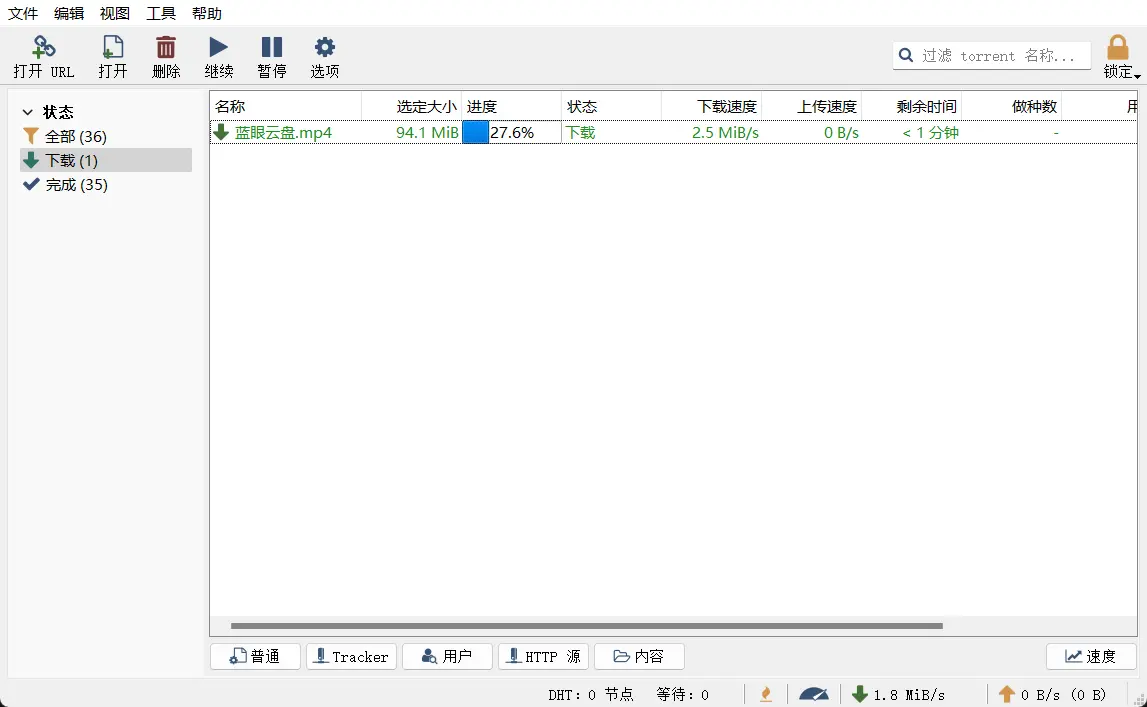 文件 编辑 视图 工具 帮助
打开 URL 打开 删除 继续 暂停 选项 过滤 torrent 名称... 锁定
状态
全部 (36)
下载 (1)
完成 (35)
名称 选定大小 进度 状态 下载速度 上传速度 剩余时间 做种数
蓝眼云盘.mp4 94.1 MiB 27.6% 下载 2.5 MiB/s 0 B/s < 1 分钟 -
普通 Tracker 用户 HTTP 源 内容 速度
DHT: 0 节点 等待: 0 1.8 MiB/s 0 B/s (0 B)